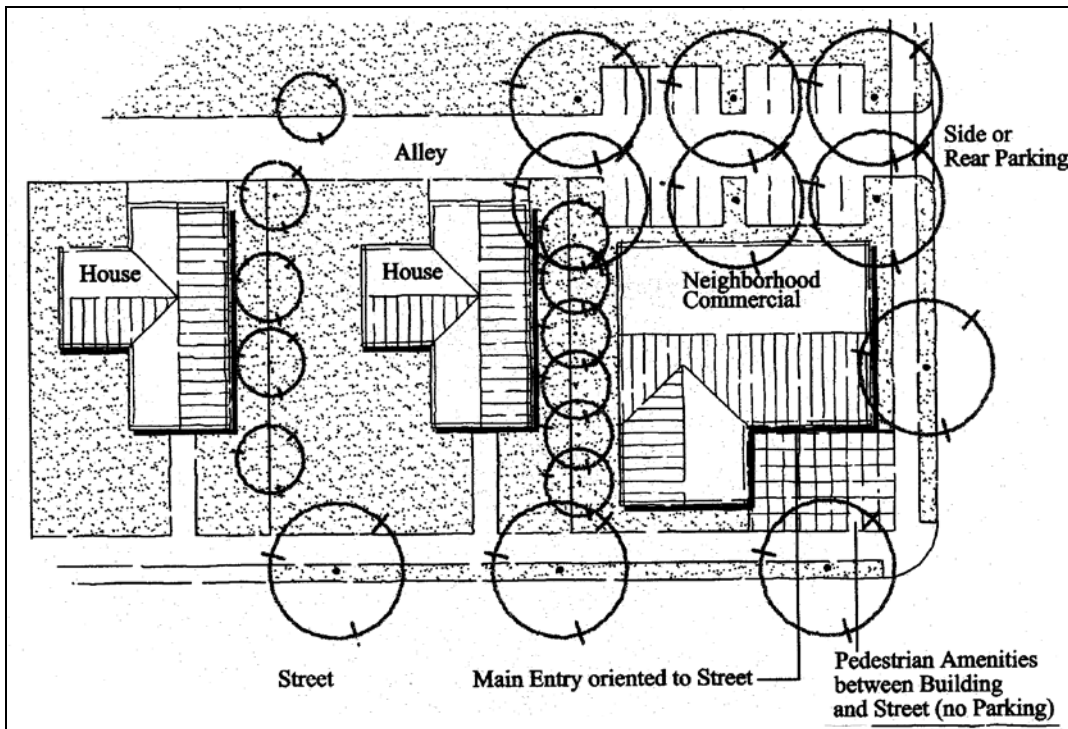 Side or
Rear Parking
Alley
House
House
Neighborhood
Commercial
Street
Main Entry oriented to Street
Pedestrian Amenities
between Building
and Street (no Parking)